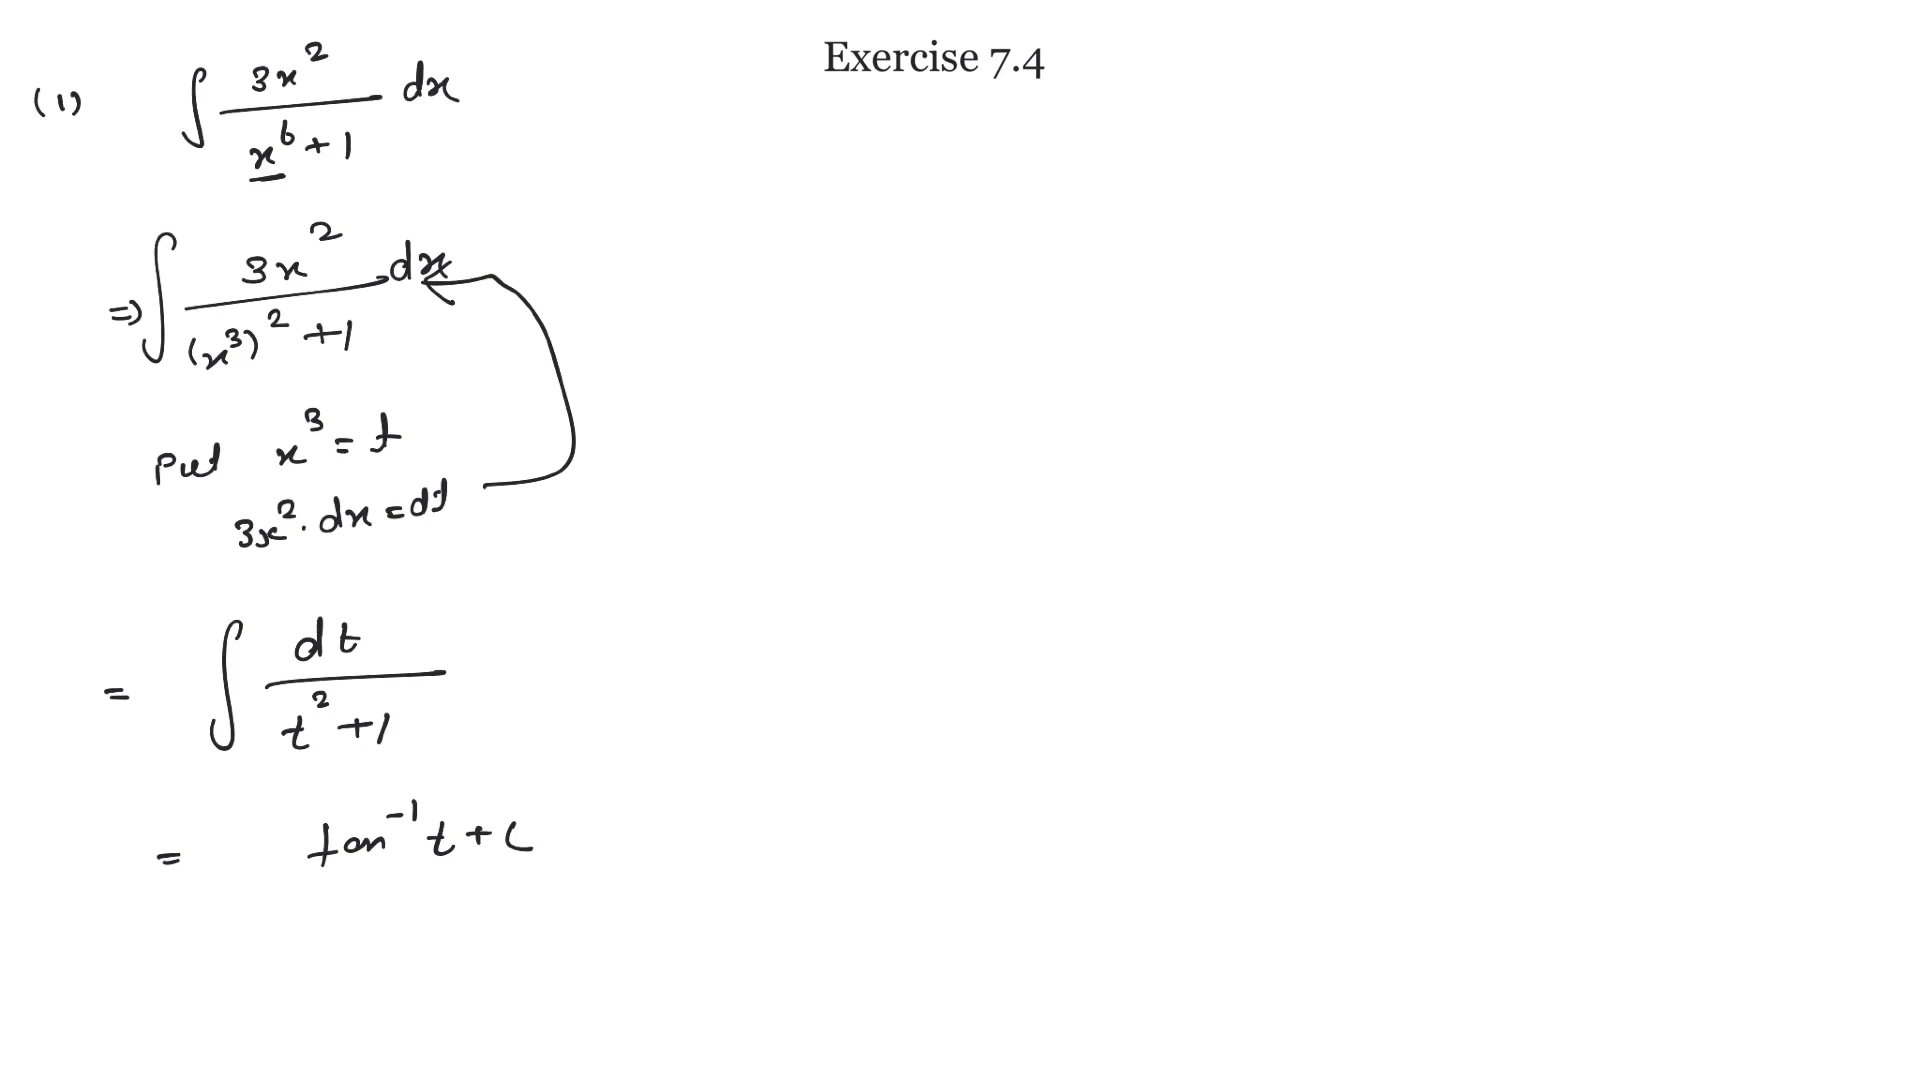 Exercise 7.4
(1) ∫ 3x²/(x⁶+1) dx
=> ∫ 3x²/((x³)²+1) dx
Put x³ = t
3x². dx = dt
= ∫ dt/(t²+1)
= tan⁻¹ t + C